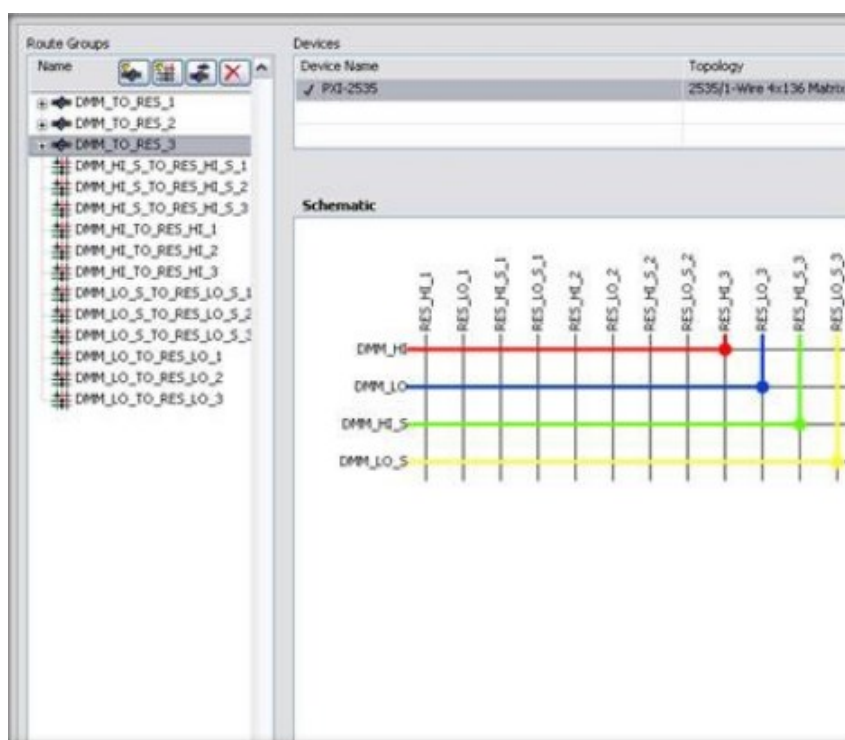 Route Groups
Name
DMM_TO_RES_1
DMM_TO_RES_2
DMM_TO_RES_3
DMM_HI_S_TO_RES_HI_S_1
DMM_HI_S_TO_RES_HI_S_2
DMM_HI_S_TO_RES_HI_S_3
DMM_HI_TO_RES_HI_1
DMM_HI_TO_RES_HI_2
DMM_HI_TO_RES_HI_3
DMM_LO_S_TO_RES_LO_S_1
DMM_LO_S_TO_RES_LO_S_2
DMM_LO_S_TO_RES_LO_S_3
DMM_LO_TO_RES_LO_1
DMM_LO_TO_RES_LO_2
DMM_LO_TO_RES_LO_3
Devices
Device Name Topology
PXI-2535 2535/1-Wire 4x136 Matrix
Schematic
RES_HI_1
RES_LO_1
RES_HI_S_1
RES_LO_S_1
RES_HI_2
RES_LO_2
RES_HI_S_2
RES_LO_S_2
RES_HI_3
RES_LO_3
RES_HI_S_3
RES_LO_S_3
DMM_HI
DMM_LO
DMM_HI_S
DMM_LO_S